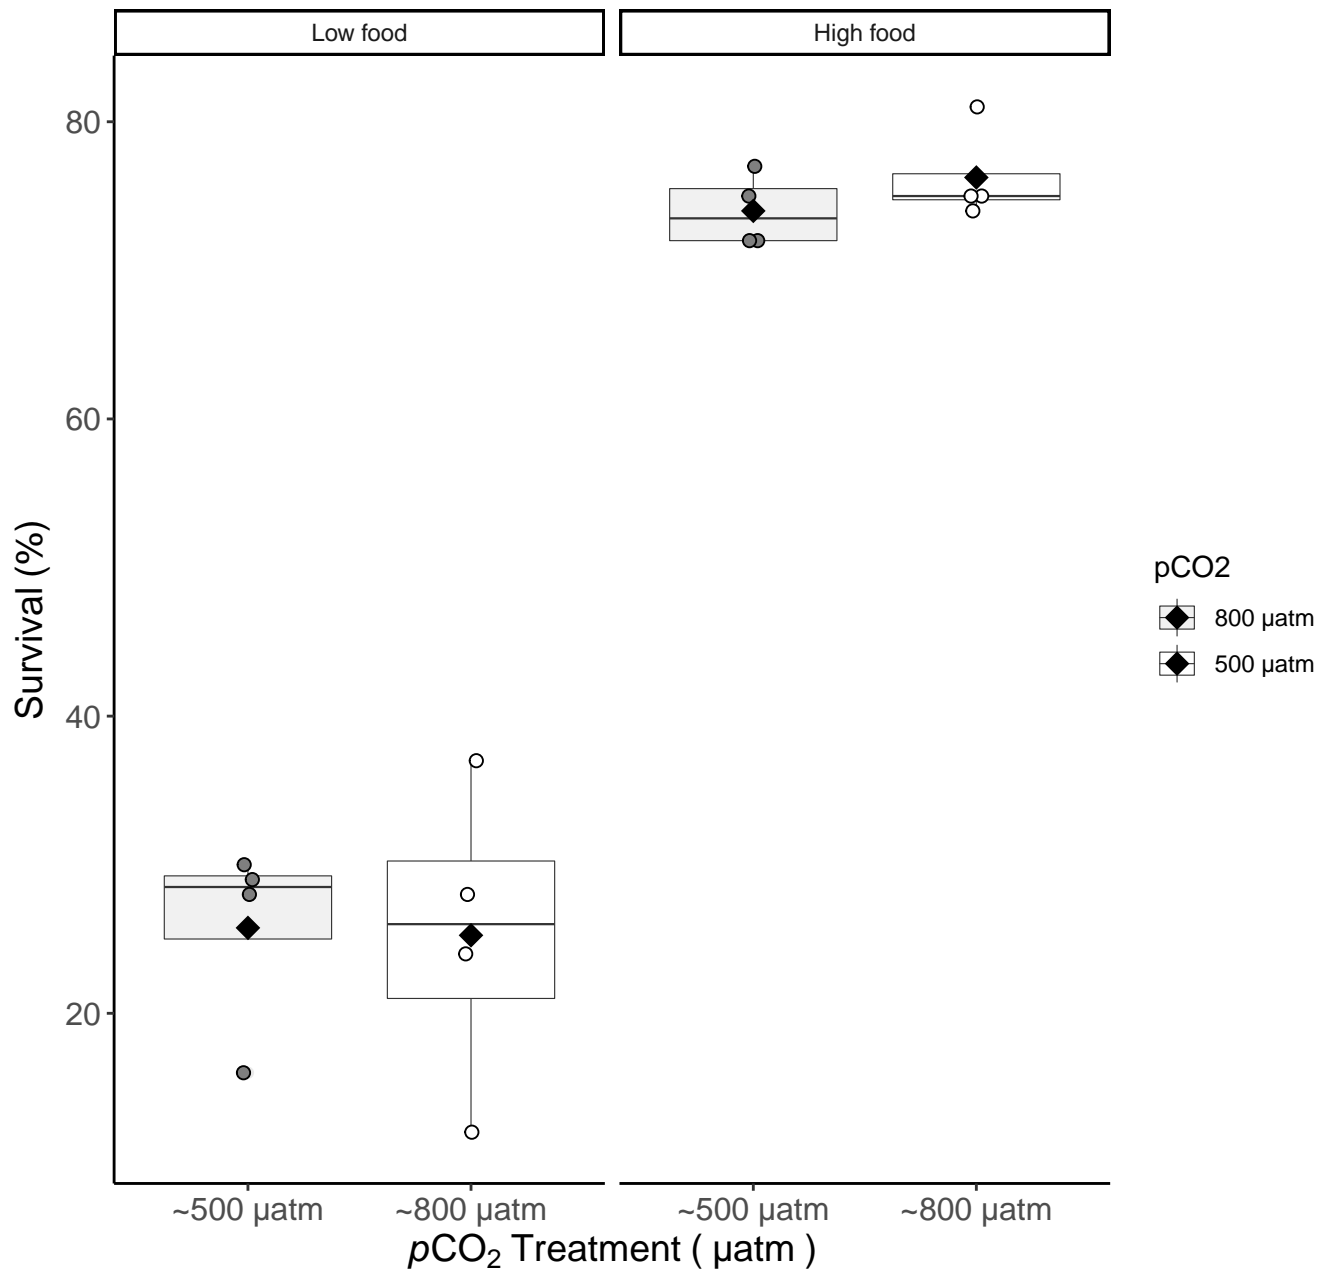 Low food
High food
80
60
40
20
Survival (%)
~500 µatm
~800 µatm
~500 µatm
~800 µatm
pCO₂ Treatment ( µatm )
pCO2
800 µatm
500 µatm